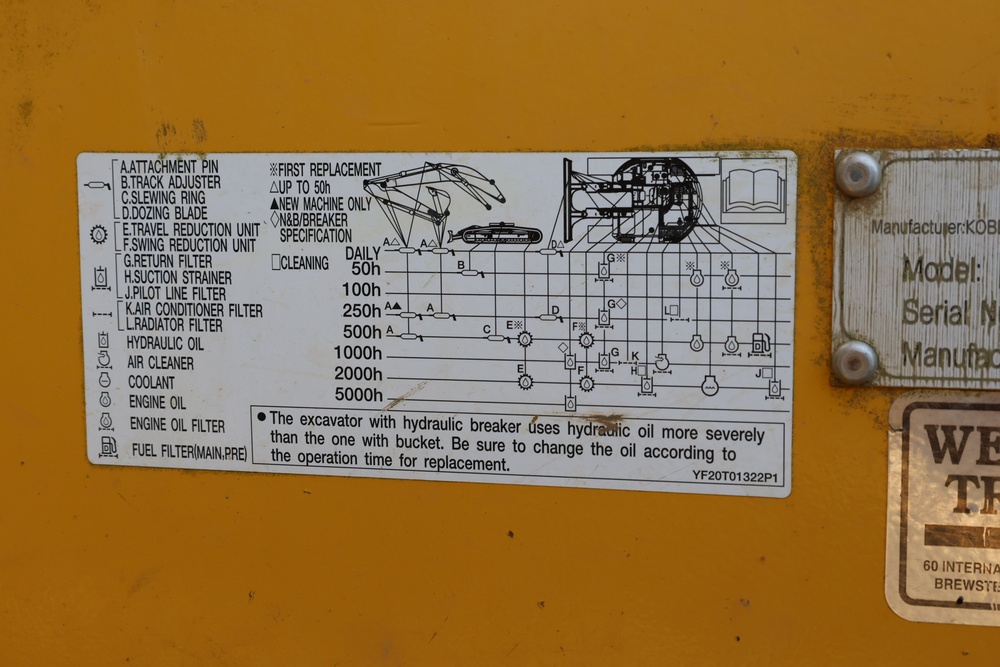 A.ATTACHMENT PIN
B.TRACK ADJUSTER
C.SLEWING RING
D.DOZING BLADE
E.TRAVEL REDUCTION UNIT
F.SWING REDUCTION UNIT
G.RETURN FILTER
H.SUCTION STRAINER
J.PILOT LINE FILTER
K.AIR CONDITIONER FILTER
L.RADIATOR FILTER
HYDRAULIC OIL
AIR CLEANER
COOLANT
ENGINE OIL
ENGINE OIL FILTER
FUEL FILTER(MAIN,PRE)
※FIRST REPLACEMENT
△UP TO 50h
▲NEW MACHINE ONLY
◇N&B/BREAKER
SPECIFICATION
□CLEANING
DAILY A△ A△ D△
50h B G※ ※ ※
100h
250h A▲ A D G◇ L□
500h A C E※ F※
1000h ◇ G K
2000h E F H□ J□
5000h
● The excavator with hydraulic breaker uses hydraulic oil more severely
than the one with bucket. Be sure to change the oil according to
the operation time for replacement.
YF20T01322P1
Manufacturer:KOB
Model:
Serial N
Manufac
WE
TR
60 INTERNA
BREWSTE